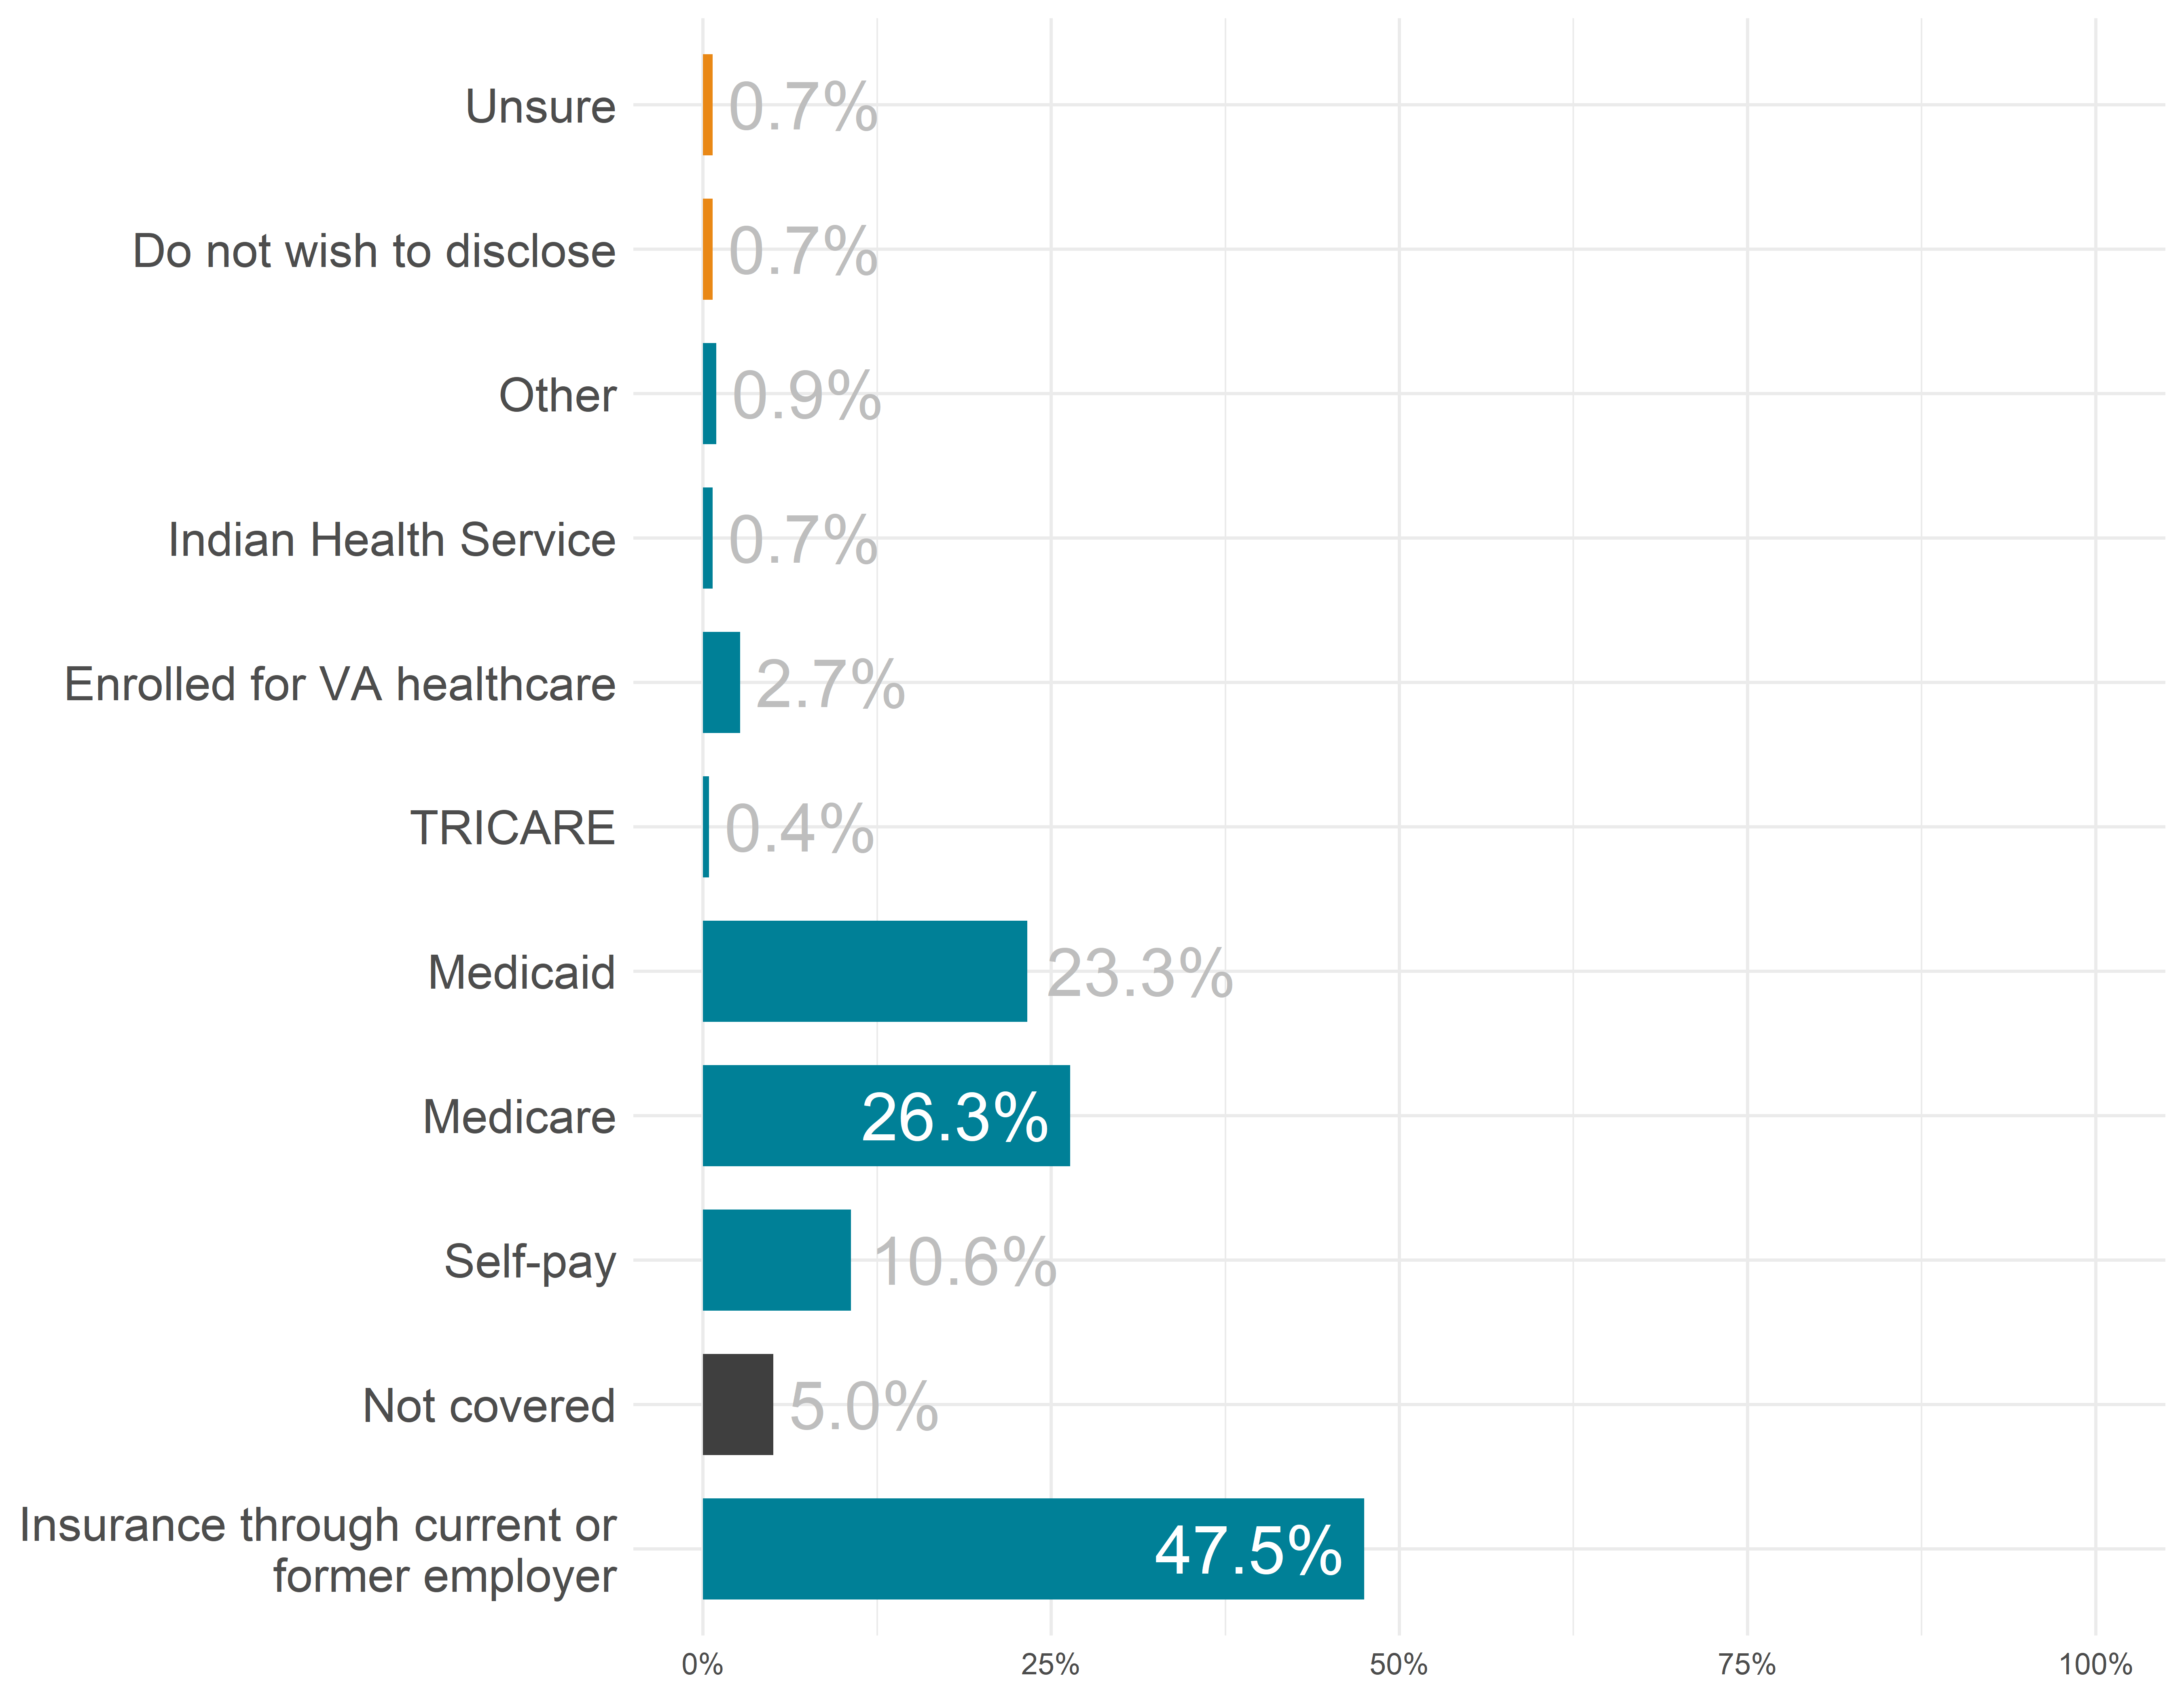 Unsure 0.7%
Do not wish to disclose 0.7%
Other 0.9%
Indian Health Service 0.7%
Enrolled for VA healthcare 2.7%
TRICARE 0.4%
Medicaid 23.3%
Medicare 26.3%
Self-pay 10.6%
Not covered 5.0%
Insurance through current or
former employer 47.5%
0% 25% 50% 75% 100%